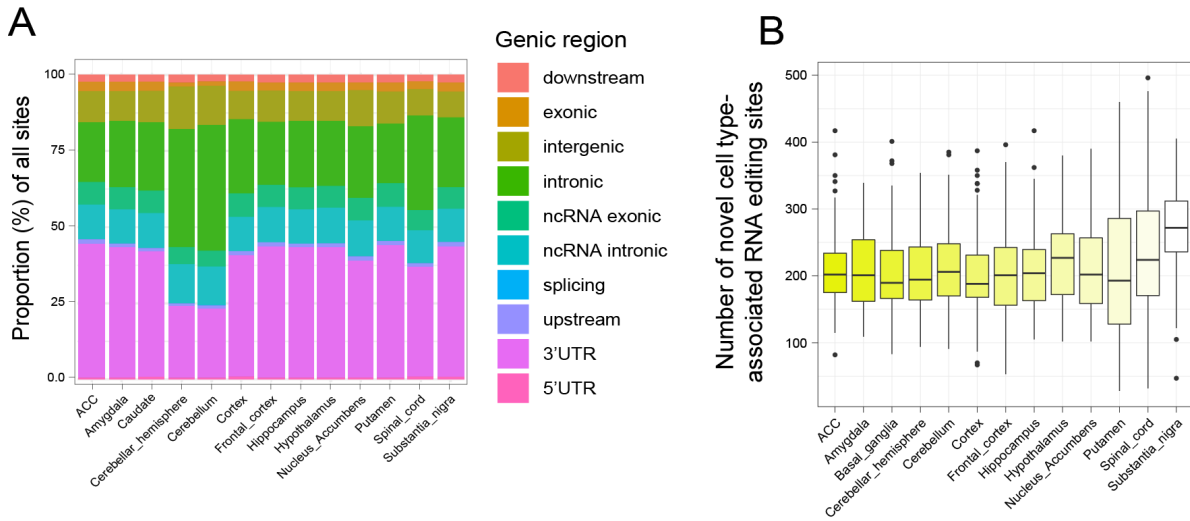 A
Proportion (%) of all sites
100
75
50
25
0.0
ACC
Amygdala
Caudate
Cerebellar_hemisphere
Cerebellum
Cortex
Frontal_cortex
Hippocampus
Hypothalamus
Nucleus_Accumbens
Putamen
Spinal_cord
Substantia_nigra
Genic region
downstream
exonic
intergenic
intronic
ncRNA exonic
ncRNA intronic
splicing
upstream
3'UTR
5'UTR
B
Number of novel cell type-
associated RNA editing sites
500
400
300
200
100
ACC
Amygdala
Basal_ganglia
Cerebellar_hemisphere
Cerebellum
Cortex
Frontal_cortex
Hippocampus
Hypothalamus
Nucleus_Accumbens
Putamen
Spinal_cord
Substantia_nigra